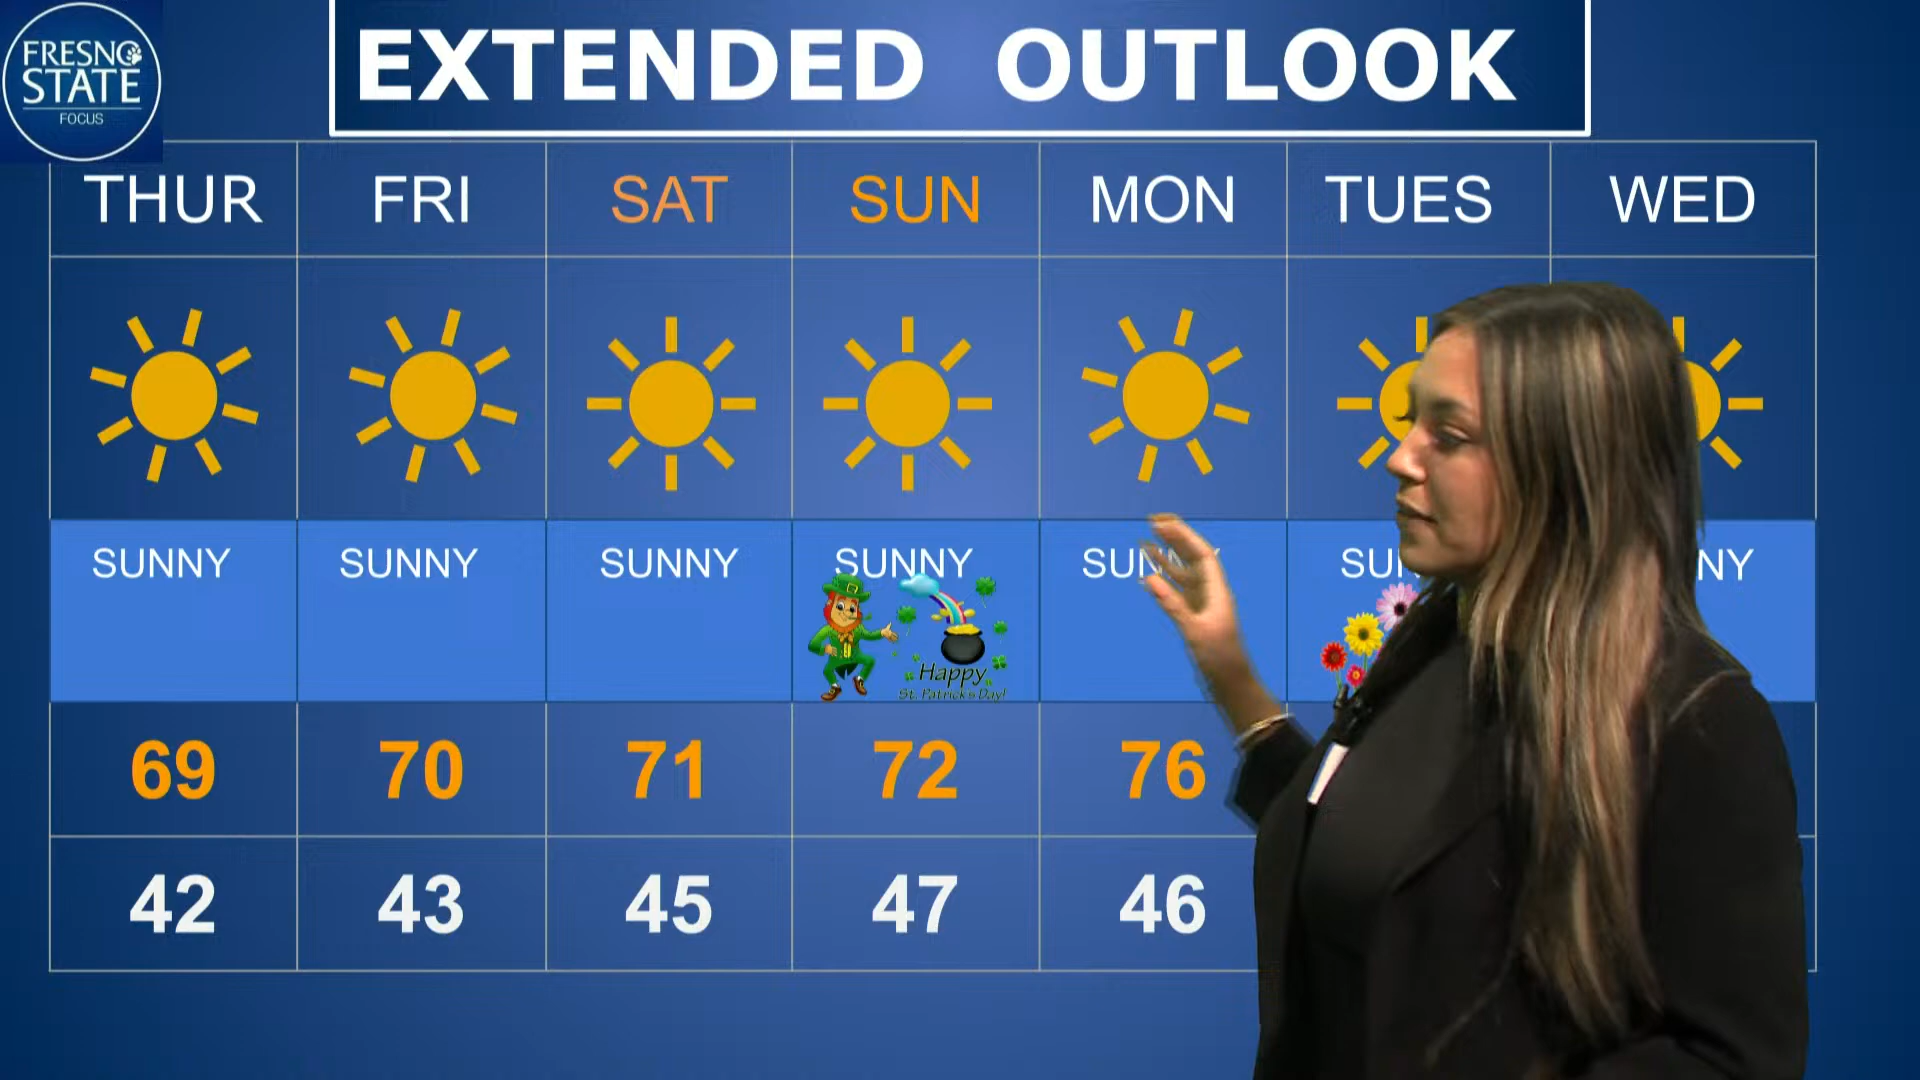 FRESNO
STATE
FOCUS
EXTENDED OUTLOOK
THUR FRI SAT SUN MON TUES WED
SUNNY SUNNY SUNNY SUNNY SUNNY
Happy
St. Patrick's Day!
69 70 71 72 76
42 43 45 47 46